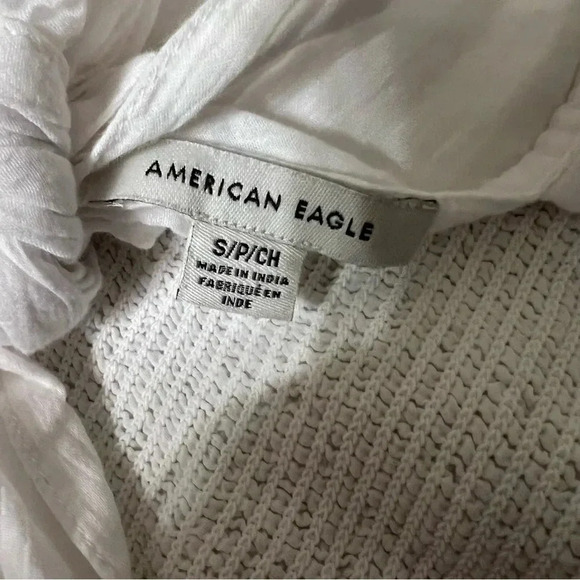 AMERICAN EAGLE
S/P/CH
MADE IN INDIA
FABRIQUÉ EN
INDE